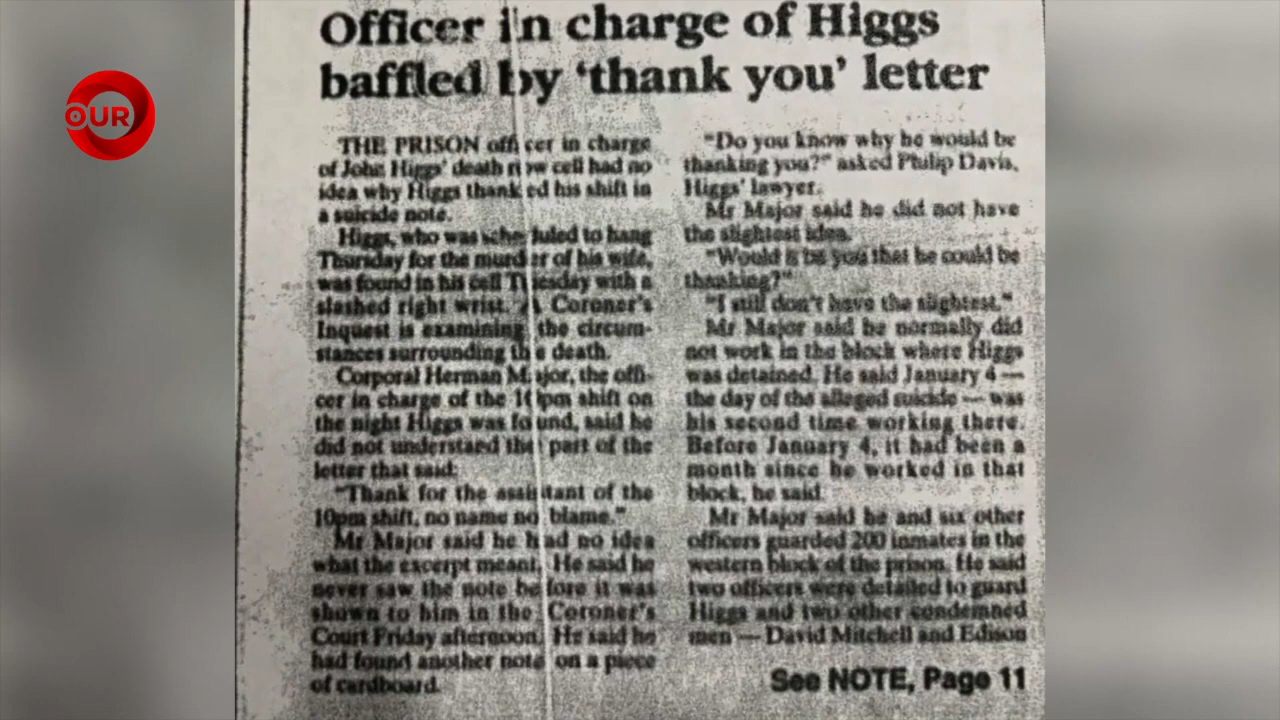 OUR
Officer in charge of Higgs
baffled by ‘thank you’ letter
THE PRISON officer in charge
of John Higgs’ death row cell had no
idea why Higgs thanked his shift in
a suicide note.
Higgs, who was scheduled to hang
Thursday for the murder of his wife,
was found in his cell Tuesday with a
slashed right wrist. A Coroner’s
Inquest is examining the circum-
stances surrounding the death.
Corporal Herman Major, the offi-
cer in charge of the 10pm shift on
the night Higgs was found, said he
did not understand the part of the
letter that said:
“Thank for the assistant of the
10pm shift, no name no blame.”
Mr Major said he had no idea
what the excerpt meant. He said he
never saw the note before it was
shown to him in the Coroner’s
Court Friday afternoon. He said he
had found another note on a piece
of cardboard.
“Do you know why he would be
thanking you?” asked Philip Davis,
Higgs’ lawyer.
Mr Major said he did not have
the slightest idea.
“Would it be you that he could be
thanking?”
“I still don’t have the slightest.”
Mr Major said he normally did
not work in the block where Higgs
was detained. He said January 4 —
the day of the alleged suicide — was
his second time working there.
Before January 4, it had been a
month since he worked in that
block, he said.
Mr Major said he and six other
officers guarded 200 inmates in the
western block of the prison. He said
two officers were detailed to guard
Higgs and two other condemned
men — David Mitchell and Edison
See NOTE, Page 11